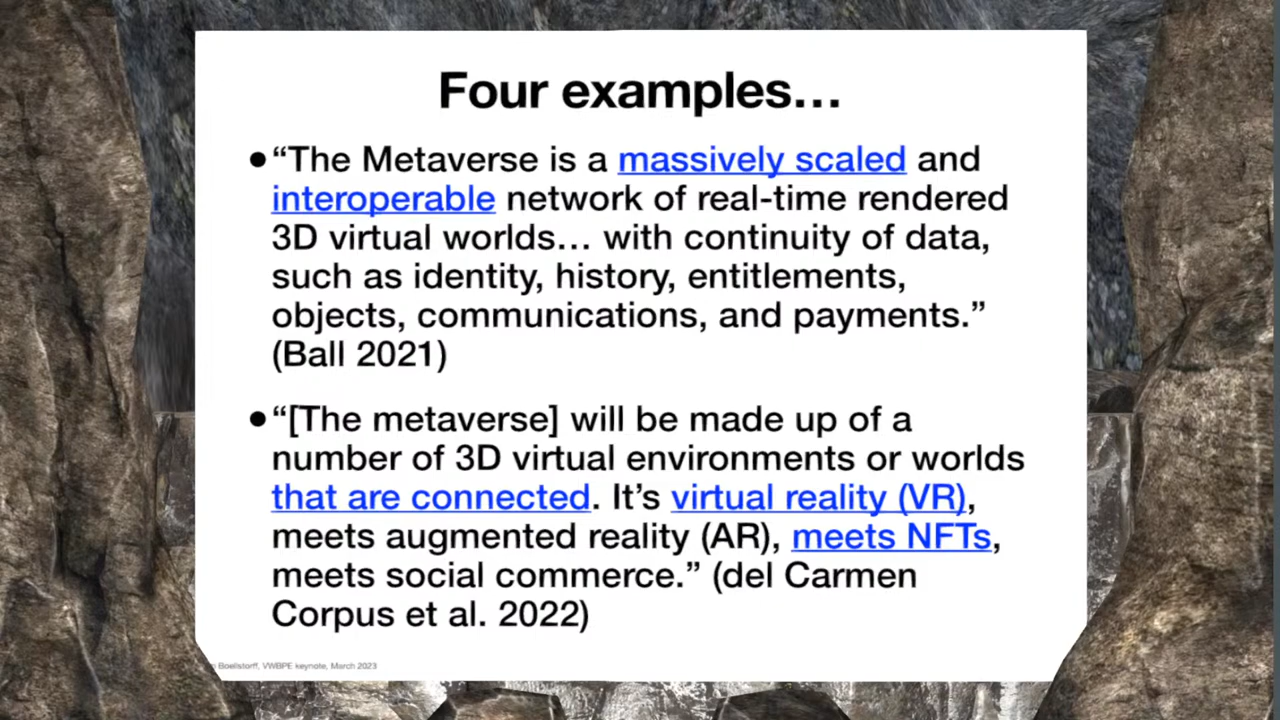 Four examples…
●“The Metaverse is a massively scaled and
interoperable network of real-time rendered
3D virtual worlds… with continuity of data,
such as identity, history, entitlements,
objects, communications, and payments.”
(Ball 2021)
●“[The metaverse] will be made up of a
number of 3D virtual environments or worlds
that are connected. It’s virtual reality (VR),
meets augmented reality (AR), meets NFTs,
meets social commerce.” (del Carmen
Corpus et al. 2022)
Boellstorff, VWBPE keynote, March 2023